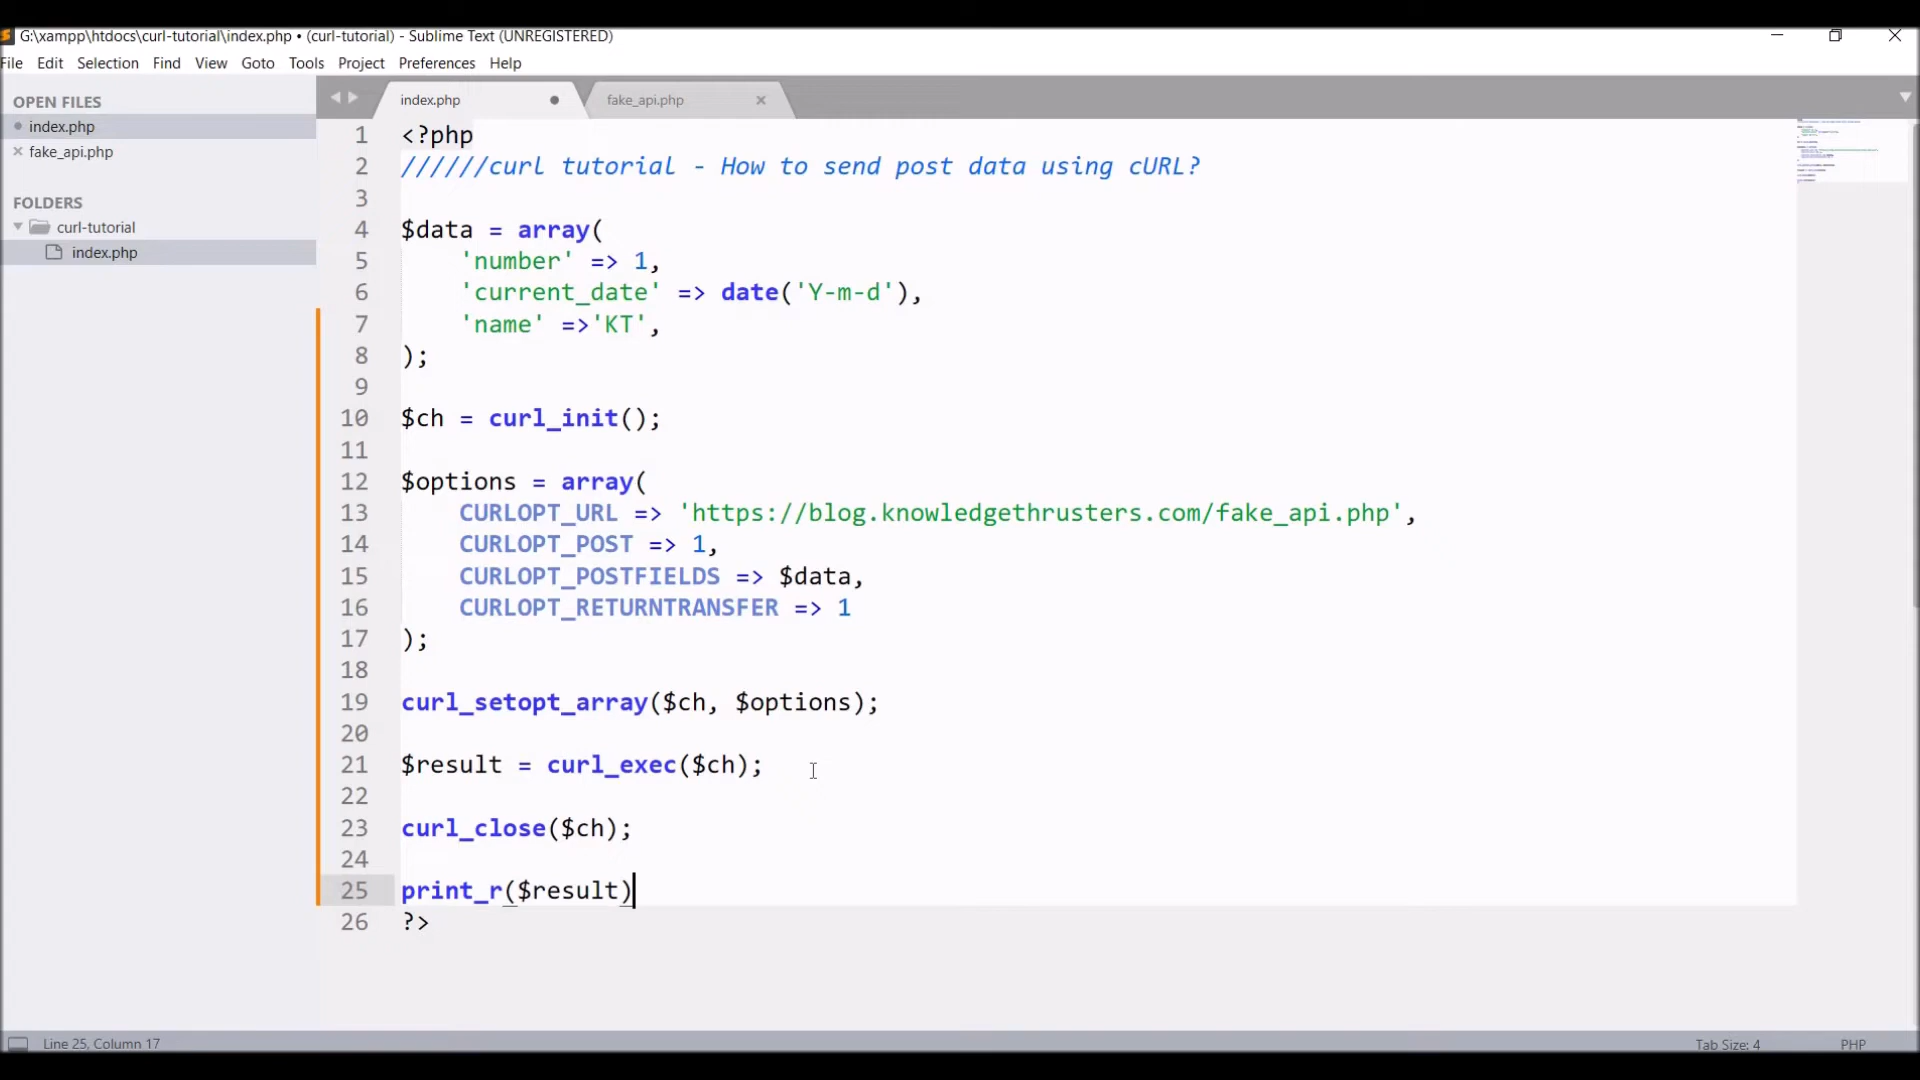 G:\xampp\htdocs\curl-tutorial\index.php • (curl-tutorial) - Sublime Text (UNREGISTERED)
File Edit Selection Find View Goto Tools Project Preferences Help
OPEN FILES
index.php
fake_api.php
FOLDERS
curl-tutorial
index.php
index.php fake_api.php
1 <?php
2 //////curl tutorial - How to send post data using cURL?
3
4 $data = array(
5 'number' => 1,
6 'current_date' => date('Y-m-d'),
7 'name' =>'KT',
8 );
9
10 $ch = curl_init();
11
12 $options = array(
13 CURLOPT_URL => 'https://blog.knowledgethrusters.com/fake_api.php',
14 CURLOPT_POST => 1,
15 CURLOPT_POSTFIELDS => $data,
16 CURLOPT_RETURNTRANSFER => 1
17 );
18
19 curl_setopt_array($ch, $options);
20
21 $result = curl_exec($ch);
22
23 curl_close($ch);
24
25 print_r($result)
26 ?>
Line 25, Column 17 Tab Size: 4 PHP